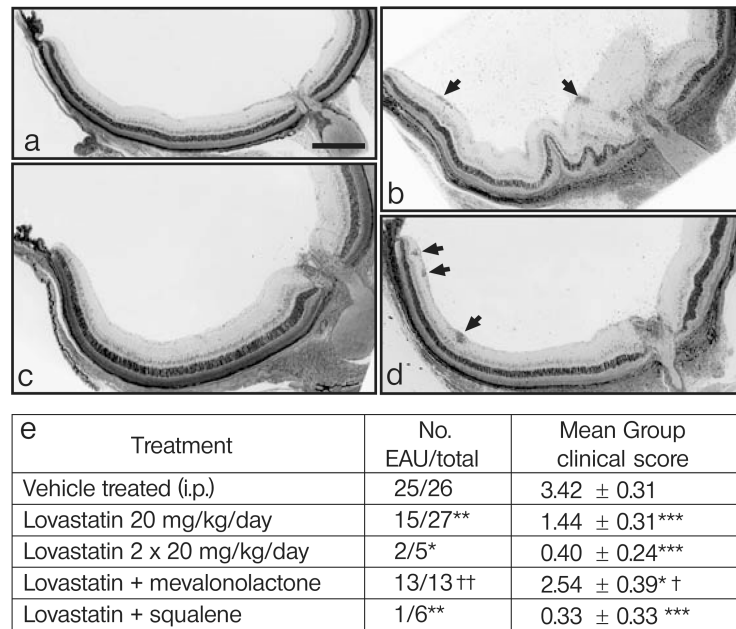 a
b
c
d
e
Treatment
No.
EAU/total
Mean Group
clinical score
Vehicle treated (i.p.) 25/26 3.42 ± 0.31
Lovastatin 20 mg/kg/day 15/27** 1.44 ± 0.31***
Lovastatin 2 x 20 mg/kg/day 2/5* 0.40 ± 0.24***
Lovastatin + mevalonolactone 13/13 †† 2.54 ± 0.39* †
Lovastatin + squalene 1/6** 0.33 ± 0.33 ***